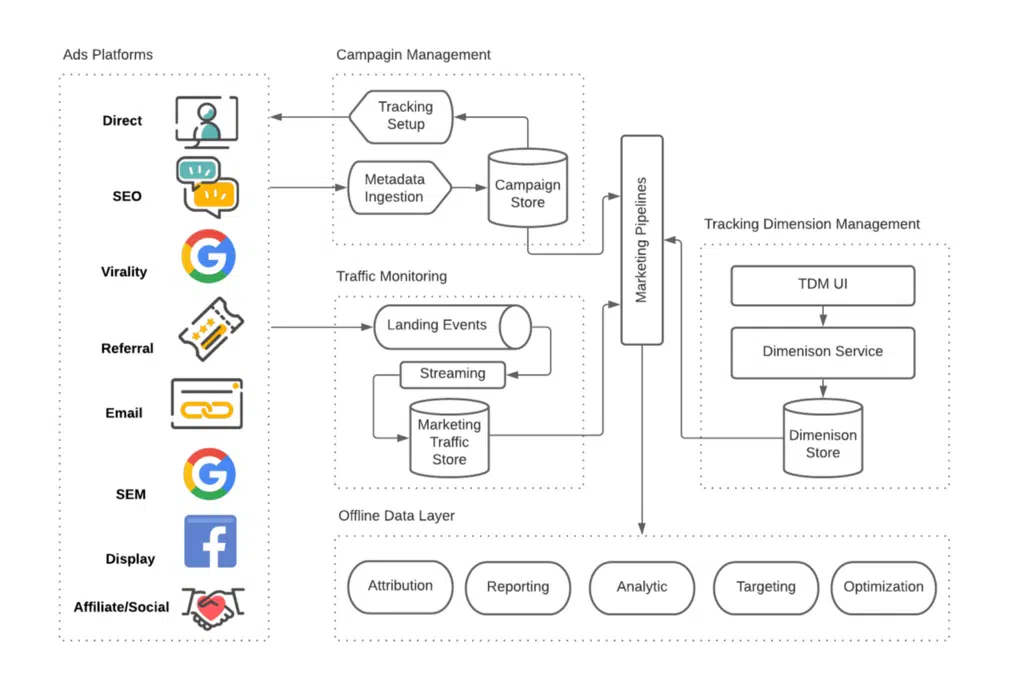 Ads Platforms
Direct
SEO
Virality
Referral
Email
SEM
Display
Affiliate/Social
Campagin Management
Tracking
Setup
Metadata
Ingestion
Campaign
Store
Traffic Monitoring
Landing Events
Streaming
Marketing
Traffic
Store
Marketing Pipelines
Tracking Dimension Management
TDM UI
Dimenison Service
Dimenison
Store
Offline Data Layer
Attribution
Reporting
Analytic
Targeting
Optimization